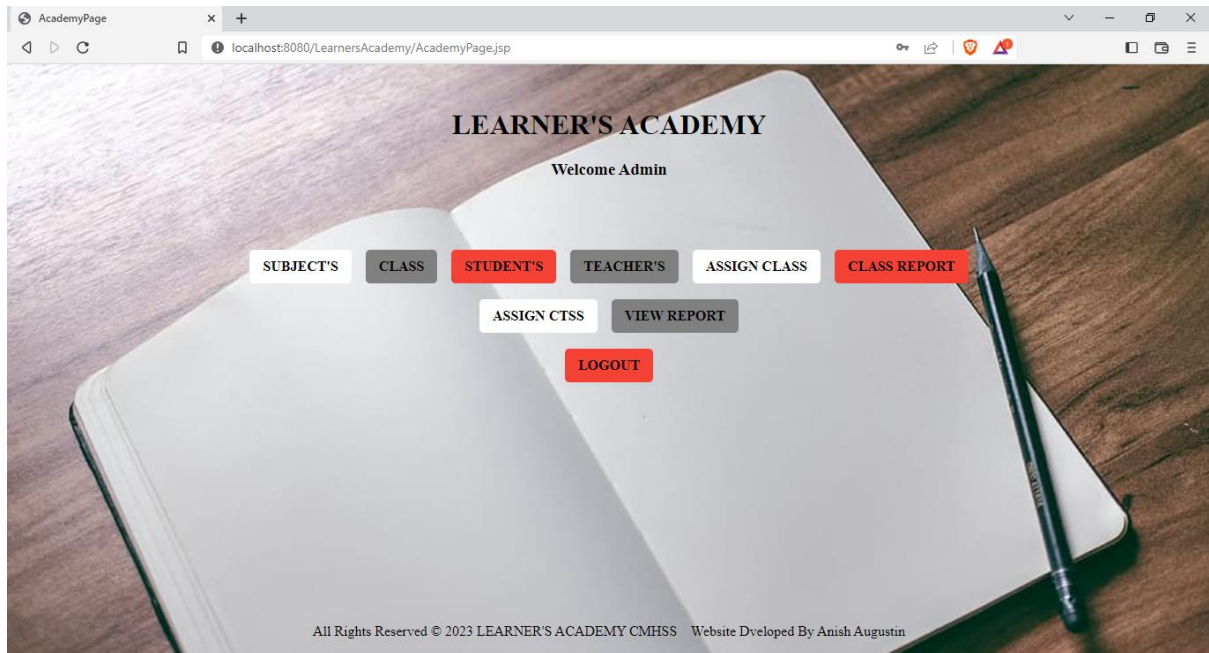 AcademyPage
localhost:8080/LearnersAcademy/AcademyPage.jsp
LEARNER'S ACADEMY
Welcome Admin
SUBJECT'S CLASS STUDENT'S TEACHER'S ASSIGN CLASS CLASS REPORT
ASSIGN CTSS VIEW REPORT
LOGOUT
All Rights Reserved © 2023 LEARNER'S ACADEMY CMHSS Website Dveloped By Anish Augustin